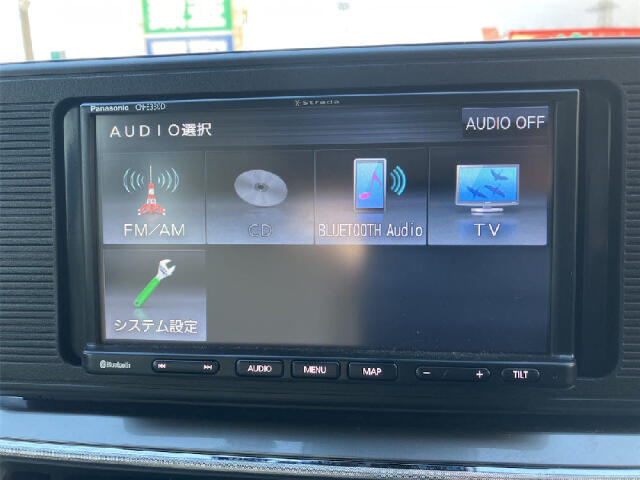 Panasonic CN-E330D X-Strada
AUDIO選択
AUDIO OFF
FM/AM
CD
BLUETOOTH Audio
TV
システム設定
Bluetooth
AUDIO
MENU
MAP
− +
TILT